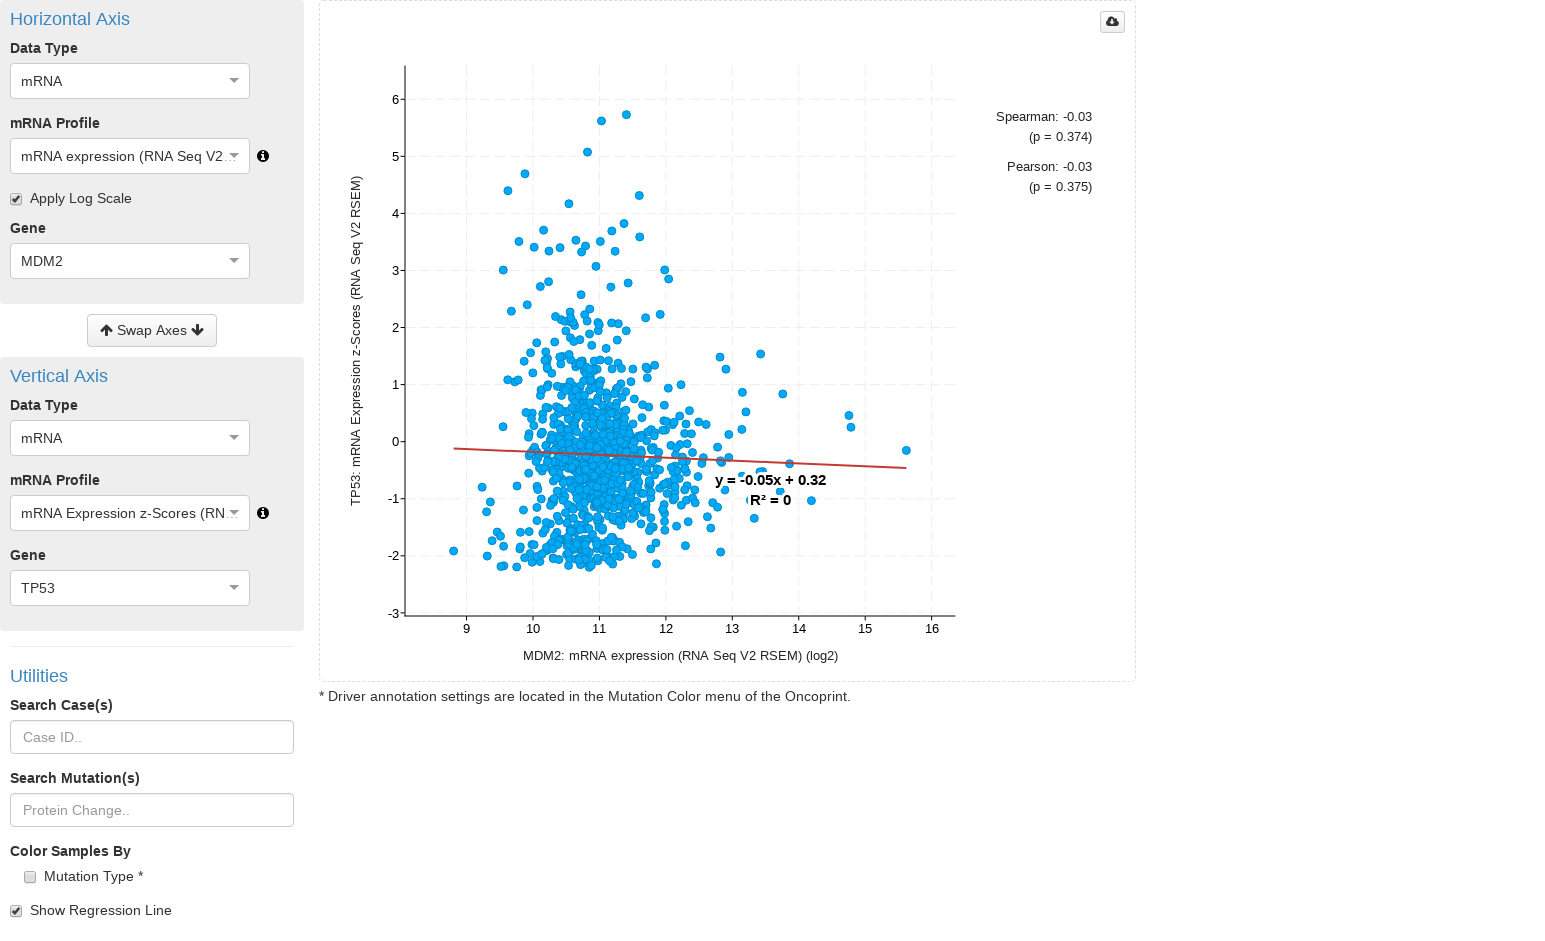 Horizontal Axis
Data Type
mRNA
mRNA Profile
mRNA expression (RNA Seq V2…
Apply Log Scale
Gene
MDM2
Swap Axes
Vertical Axis
Data Type
mRNA
mRNA Profile
mRNA Expression z-Scores (RN…
Gene
TP53
Utilities
Search Case(s)
Case ID..
Search Mutation(s)
Protein Change..
Color Samples By
Mutation Type *
Show Regression Line
TP53: mRNA Expression z-Scores (RNA Seq V2 RSEM)
6
5
4
3
2
1
0
-1
-2
-3
9 10 11 12 13 14 15 16
MDM2: mRNA expression (RNA Seq V2 RSEM) (log2)
y = -0.05x + 0.32
R² = 0
Spearman: -0.03
(p = 0.374)
Pearson: -0.03
(p = 0.375)
* Driver annotation settings are located in the Mutation Color menu of the Oncoprint.